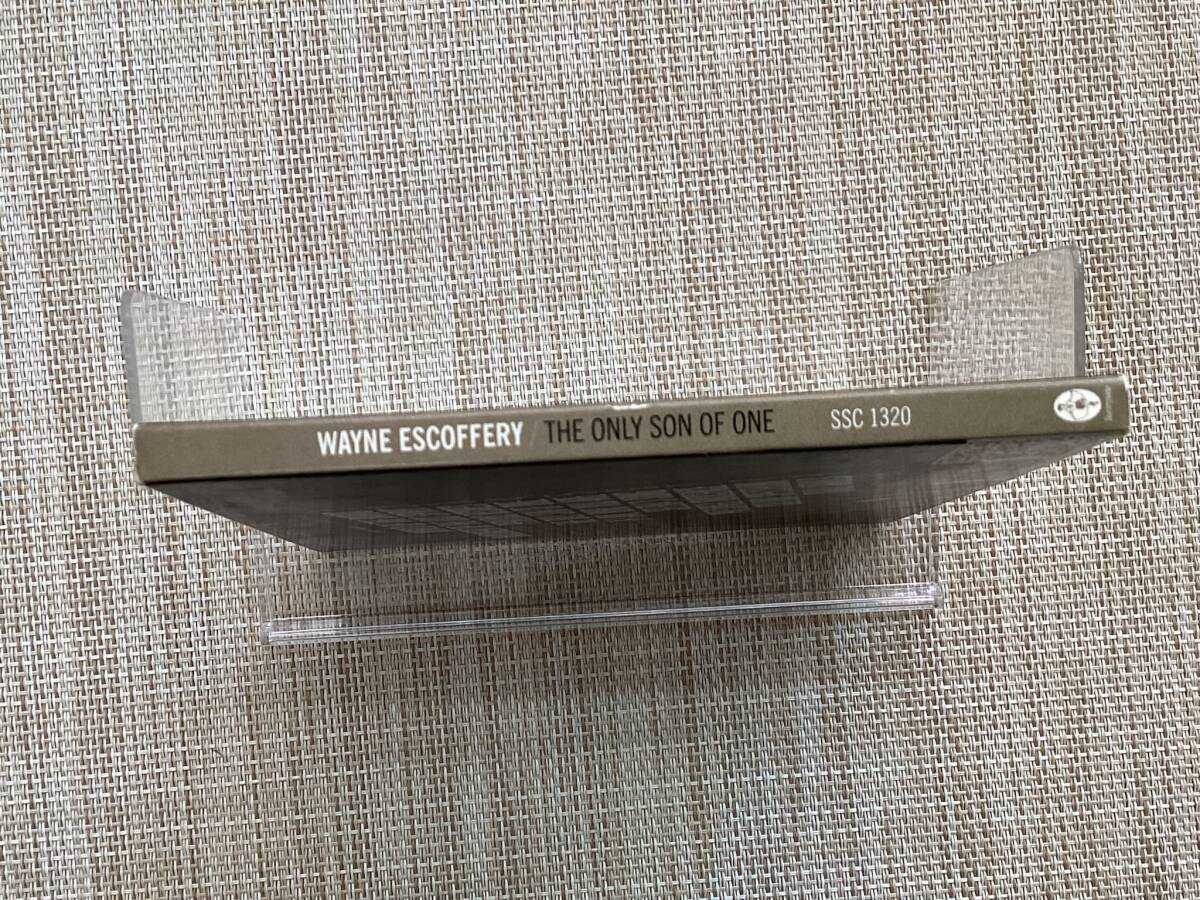 WAYNE ESCOFFERY / THE ONLY SON OF ONE SSC 1320